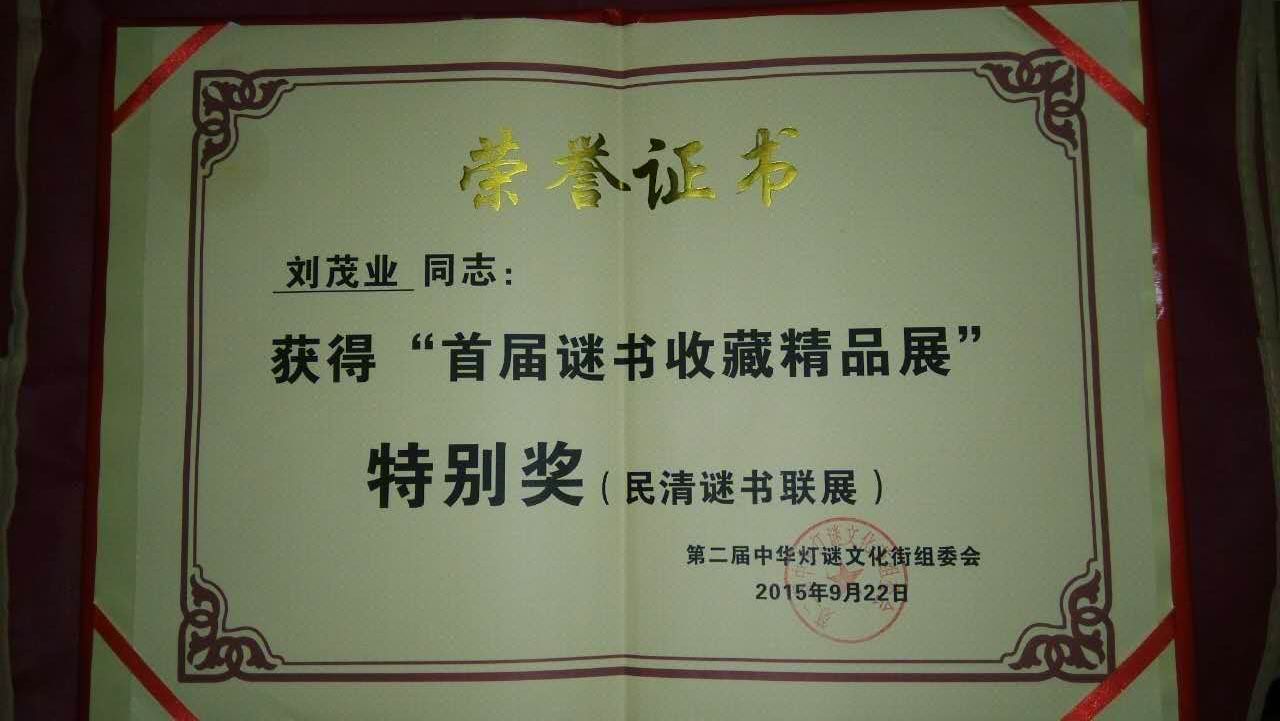 荣誉证书
刘茂业 同志：
获得“首届谜书收藏精品展”
特别奖（民清谜书联展）
第二届中华灯谜文化街组委会
2015年9月22日